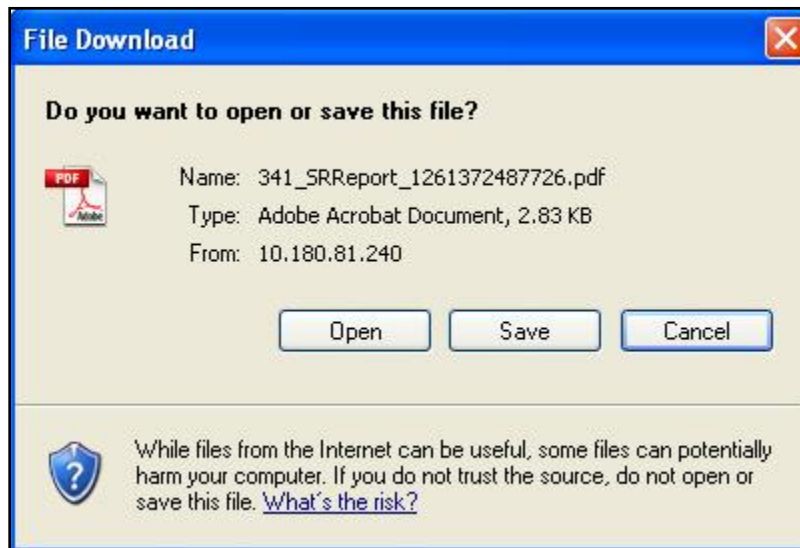 File Download
Do you want to open or save this file?
PDF
Adobe
Name: 341_SRReport_1261372487726.pdf
Type: Adobe Acrobat Document, 2.83 KB
From: 10.180.81.240
Open Save Cancel
While files from the Internet can be useful, some files can potentially
harm your computer. If you do not trust the source, do not open or
save this file. What's the risk?